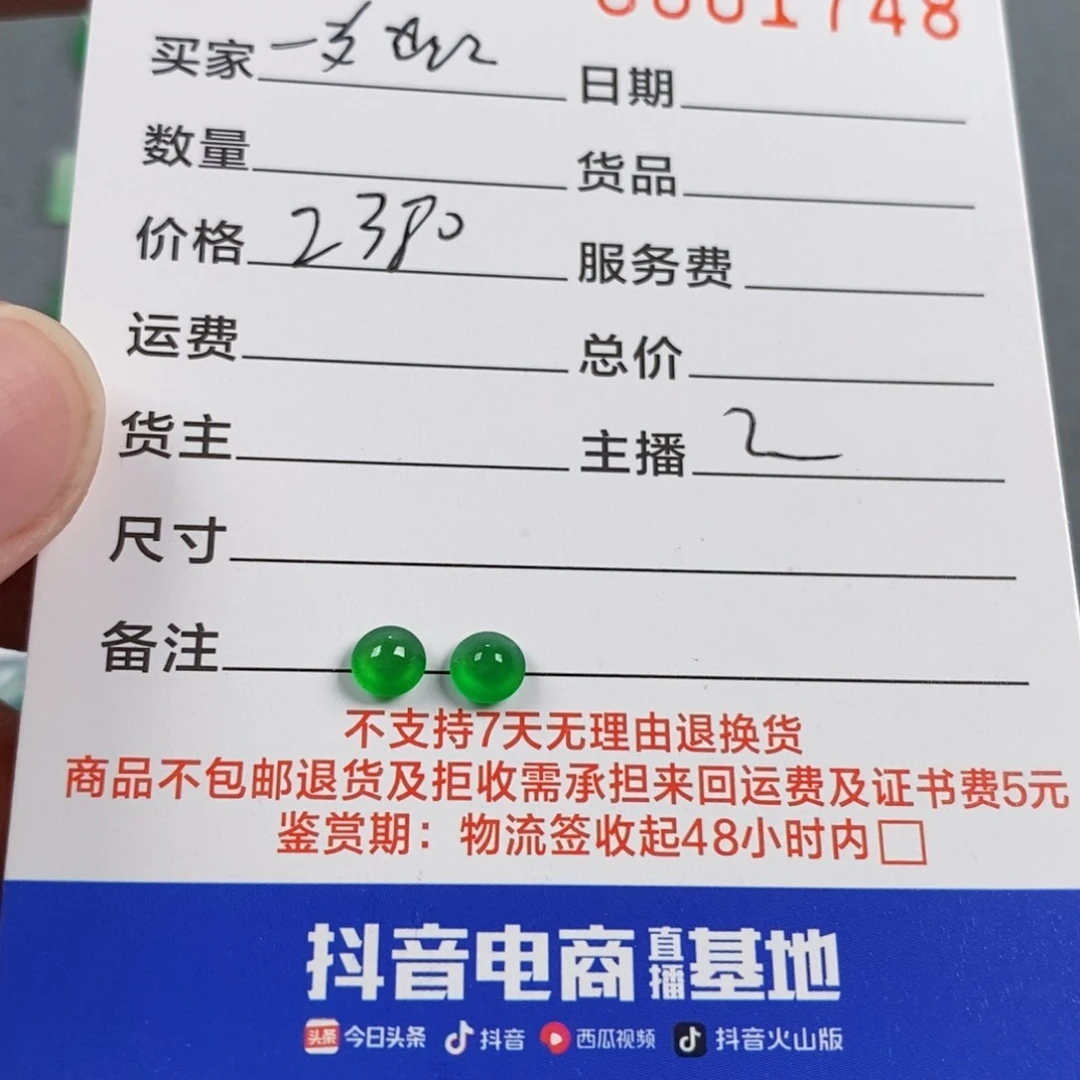 1748
买家 日期
数量 货品
价格 2380 服务费
运费 总价
货主 主播 2
尺寸
备注
不支持7天无理由退换货
商品不包邮退货及拒收需承担来回运费及证书费5元
鉴赏期：物流签收起48小时内□
抖音电商直播基地
头条 今日头条 抖音 西瓜视频 抖音火山版